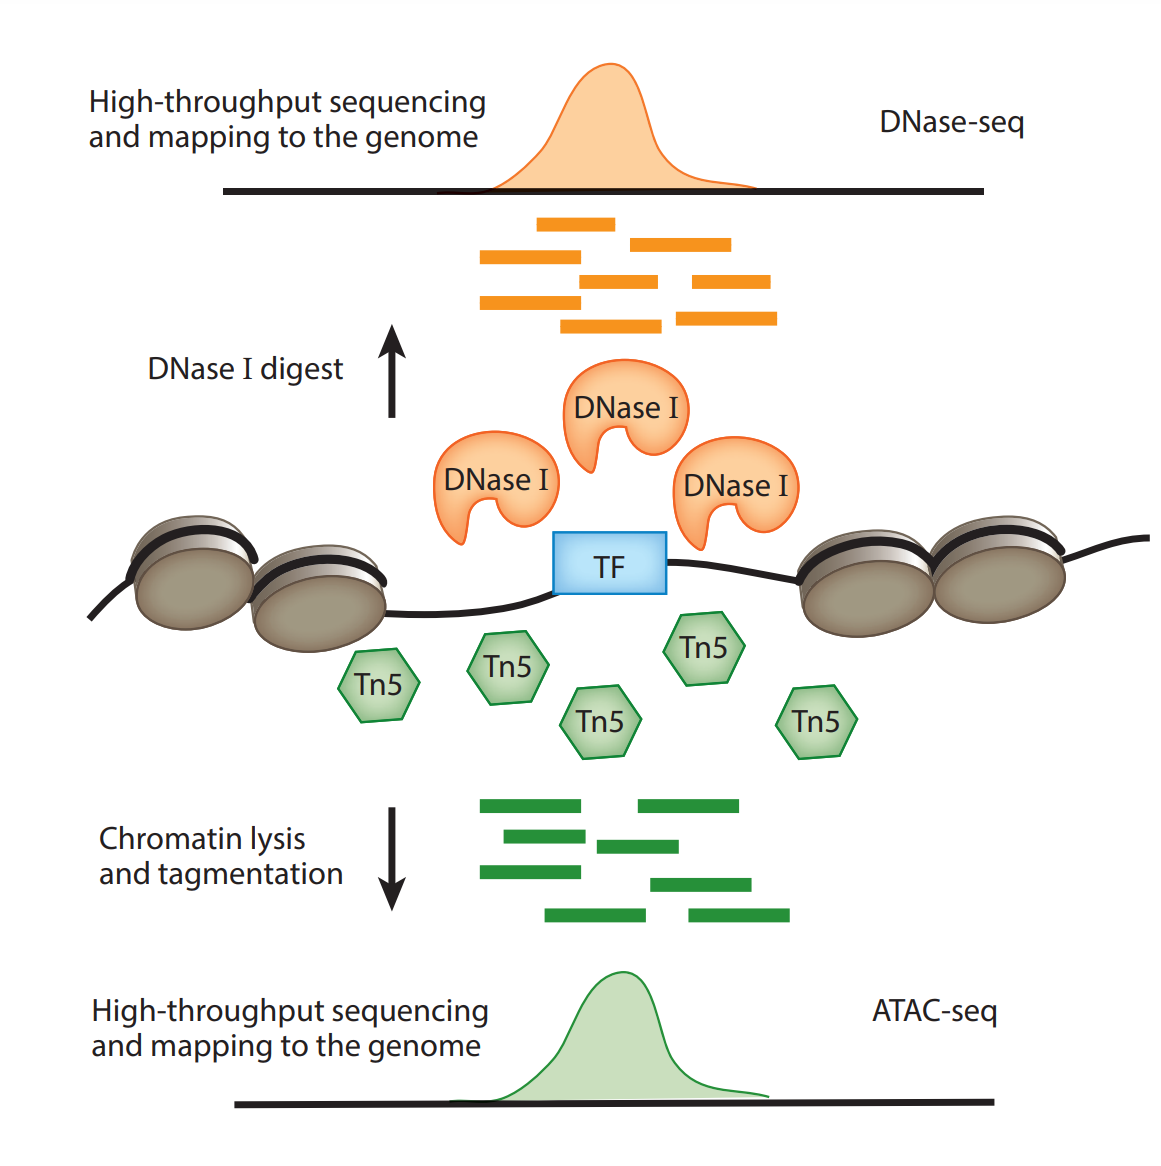 High-throughput sequencing
and mapping to the genome
DNase-seq
DNase I digest
DNase I
DNase I
DNase I
TF
Tn5
Tn5
Tn5
Tn5
Tn5
Chromatin lysis
and tagmentation
High-throughput sequencing
and mapping to the genome
ATAC-seq